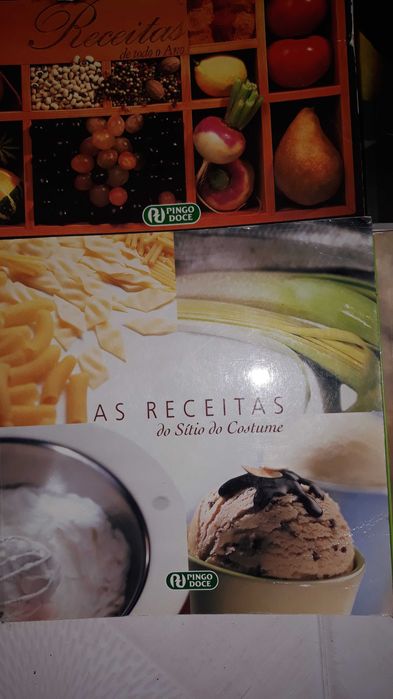 Receitas
de todo o Ano
PINGO
DOCE
AS RECEITAS
do Sítio do Costume
PINGO
DOCE